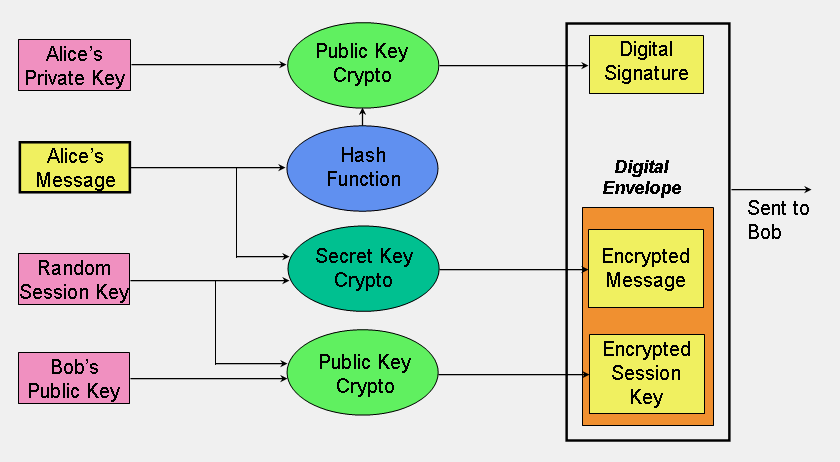 Alice's
Private Key
Public Key
Crypto
Digital
Signature
Alice's
Message
Hash
Function
Digital
Envelope
Sent to
Bob
Random
Session Key
Secret Key
Crypto
Encrypted
Message
Bob's
Public Key
Public Key
Crypto
Encrypted
Session
Key